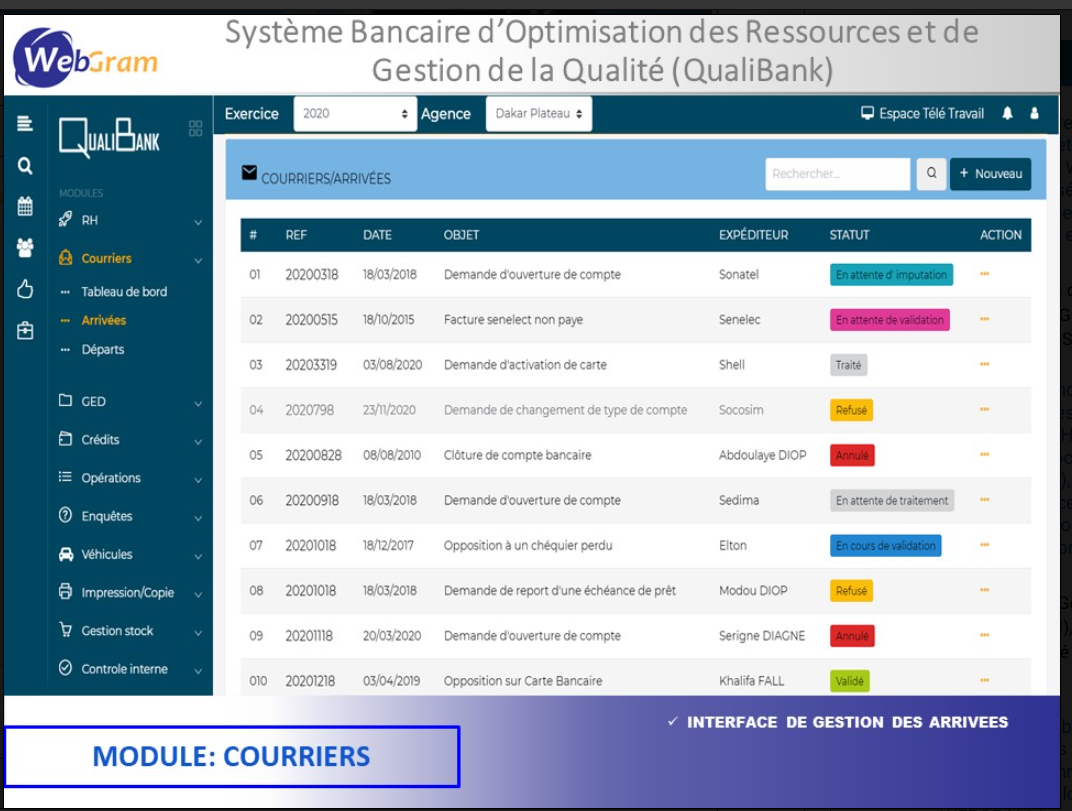 Système Bancaire d'Optimisation des Ressources et de
Gestion de la Qualité (QualiBank)
WebGram
Exercice 2020 Agence Dakar Plateau Espace Télé Travail
QUALIBANK
COURRIERS/ARRIVÉES Rechercher... + Nouveau
MODULES
RH
Courriers
Tableau de bord
Arrivées
Départs
GED
Crédits
Opérations
Enquêtes
Véhicules
Impression/Copie
Gestion stock
Controle interne
# REF DATE OBJET EXPÉDITEUR STATUT ACTION
01 20200318 18/03/2018 Demande d'ouverture de compte Sonatel En attente d' imputation
02 20200515 18/10/2015 Facture senelect non paye Senelec En attente de validation
03 20203319 03/08/2020 Demande d'activation de carte Shell Traité
04 2020798 23/11/2020 Demande de changement de type de compte Socosim Refusé
05 20200828 08/08/2010 Clôture de compte bancaire Abdoulaye DIOP Annulé
06 20200918 18/03/2018 Demande d'ouverture de compte Sedima En attente de traitement
07 20201018 18/12/2017 Opposition à un chéquier perdu Elton En cours de validation
08 20201018 18/03/2018 Demande de report d'une échéance de prêt Modou DIOP Refusé
09 20201118 20/03/2020 Demande d'ouverture de compte Serigne DIAGNE Annulé
010 20201218 03/04/2019 Opposition sur Carte Bancaire Khalifa FALL Validé
✓ INTERFACE DE GESTION DES ARRIVEES
MODULE: COURRIERS